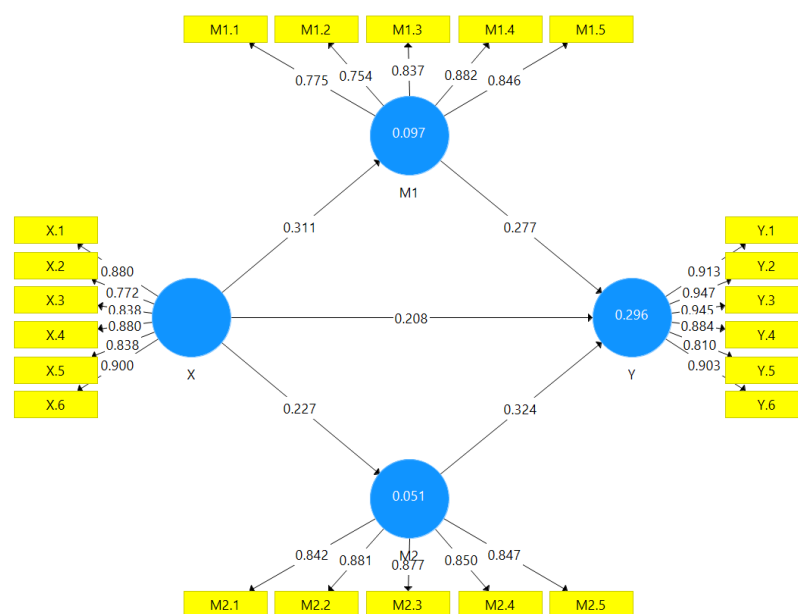 M1.1 M1.2 M1.3 M1.4 M1.5
0.775 0.754 0.837 0.882 0.846
0.097
M1
0.311 0.277
X.1
X.2
X.3
X.4
X.5
X.6
0.880
0.772
0.838
0.880
0.838
0.900
X
0.208
0.296
Y
0.913
0.947
0.945
0.884
0.810
0.903
Y.1
Y.2
Y.3
Y.4
Y.5
Y.6
0.227 0.324
0.051
M2
0.842 0.881 0.877 0.850 0.847
M2.1 M2.2 M2.3 M2.4 M2.5